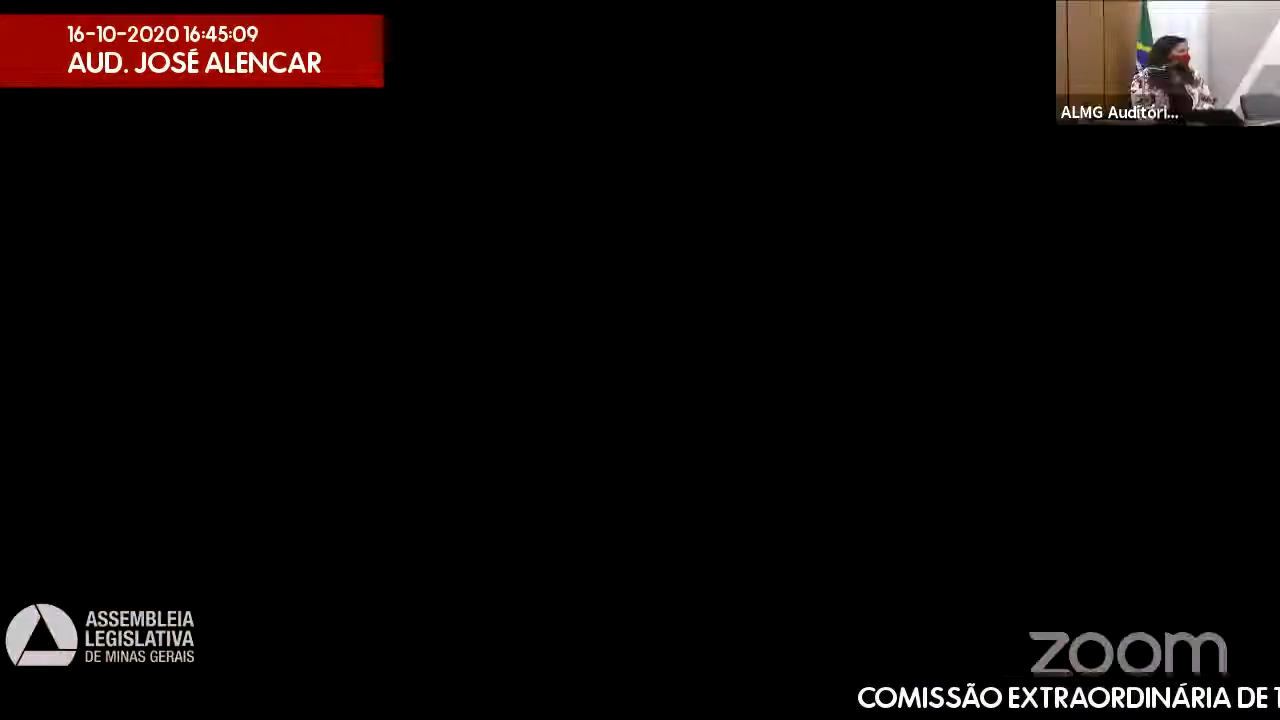 16-10-2020 16:45:09
AUD. JOSÉ ALENCAR
ALMG Auditóri...
ASSEMBLEIA
LEGISLATIVA
DE MINAS GERAIS
zoom
COMISSÃO EXTRAORDINÁRIA DE